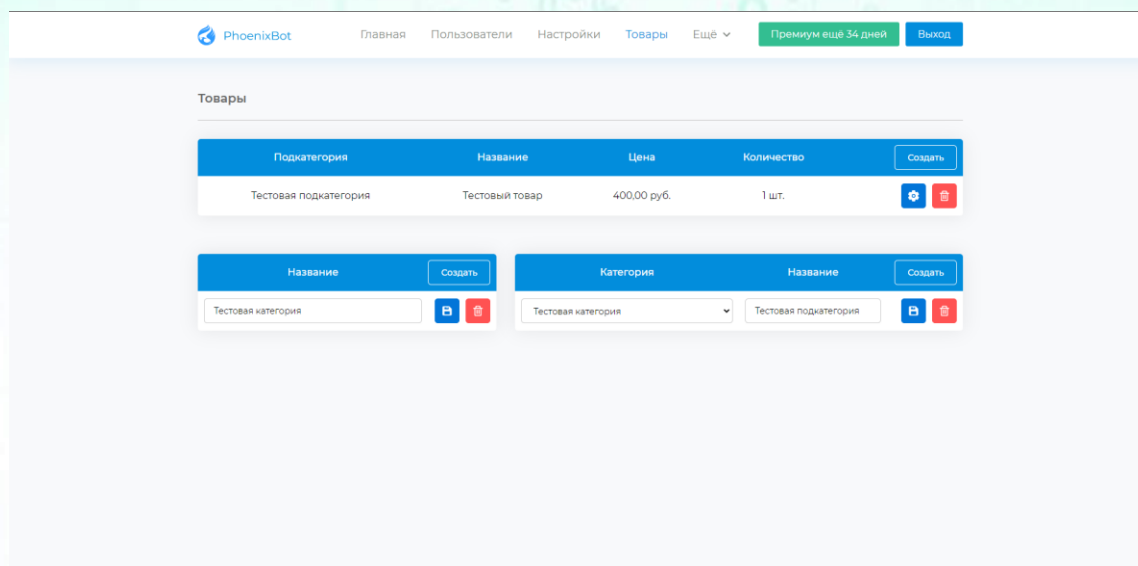 PhoenixBot Главная Пользователи Настройки Товары Ещё Премиум ещё 34 дней Выход
Товары
Подкатегория Название Цена Количество Создать
Тестовая подкатегория Тестовый товар 400,00 руб. 1 шт.
Название Создать
Тестовая категория
Категория Название Создать
Тестовая категория Тестовая подкатегория